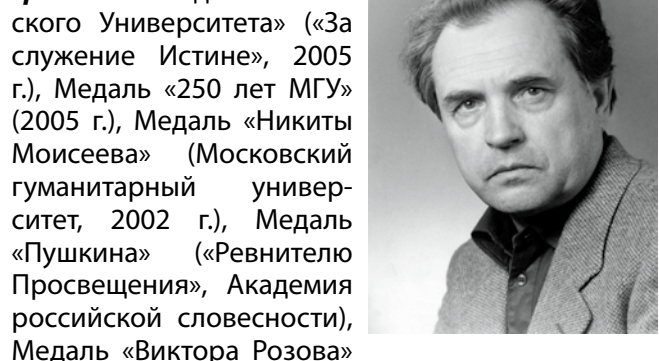 ского Университета» («За
служение Истине», 2005
г.), Медаль «250 лет МГУ»
(2005 г.), Медаль «Никиты
Моисеева» (Московский
гуманитарный универ-
ситет, 2002 г.), Медаль
«Пушкина» («Ревнителю
Просвещения», Академия
российской словесности),
Медаль «Виктора Розова»